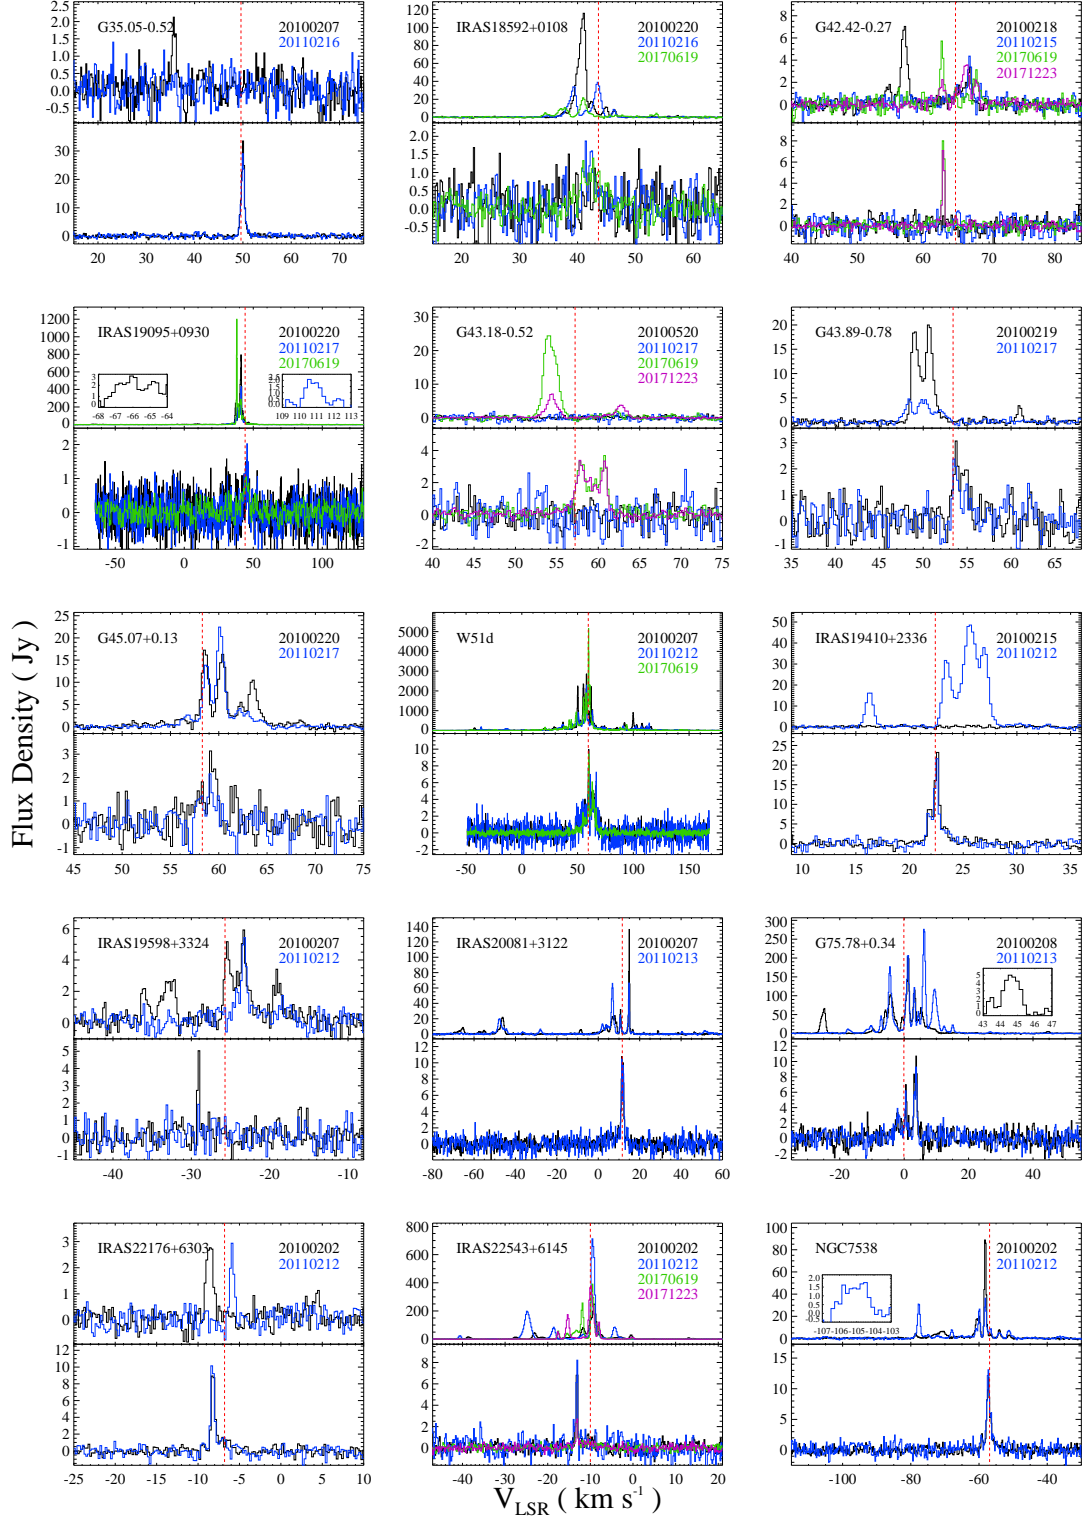 G35.05-0.52
20100207
20110216
IRAS18592+0108
20100220
20110216
20170619
G42.42-0.27
20100218
20110215
20170619
20171223
IRAS19095+0930
20100220
20110217
20170619
G43.18-0.52
20100520
20110217
20170619
20171223
G43.89-0.78
20100219
20110217
G45.07+0.13
20100220
20110217
W51d
20100207
20110212
20170619
IRAS19410+2336
20100215
20110212
IRAS19598+3324
20100207
20110212
IRAS20081+3122
20100207
20110213
G75.78+0.34
20100208
20110213
IRAS22176+6303
20100202
20110212
IRAS22543+6145
20100202
20110212
20170619
20171223
NGC7538
20100202
20110212
Flux Density ( Jy )
V_LSR ( km s⁻¹ )